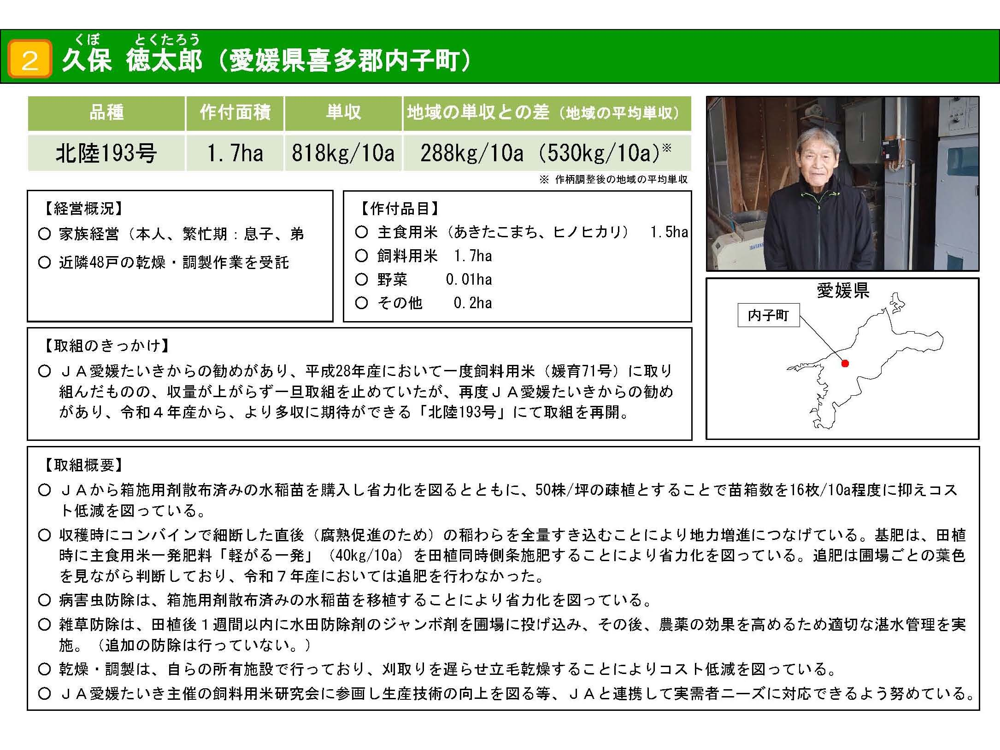 くぼ　とくたろう
2 久保 徳太郎（愛媛県喜多郡内子町）
品種　作付面積　単収　地域の単収との差（地域の平均単収）
北陸193号　1.7ha　818kg/10a　288kg/10a（530kg/10a）※
※ 作柄調整後の地域の平均単収
【経営概況】
〇 家族経営（本人、繁忙期：息子、弟
〇 近隣48戸の乾燥・調製作業を受託
【作付品目】
〇 主食用米（あきたこまち、ヒノヒカリ）　1.5ha
〇 飼料用米　1.7ha
〇 野菜　0.01ha
〇 その他　0.2ha
愛媛県
内子町
【取組のきっかけ】
〇 ＪＡ愛媛たいきからの勧めがあり、平成28年産において一度飼料用米（媛育71号）に取り
組んだものの、収量が上がらず一旦取組を止めていたが、再度ＪＡ愛媛たいきからの勧め
があり、令和４年産から、より多収に期待ができる「北陸193号」にて取組を再開。
【取組概要】
〇 ＪＡから箱施用剤散布済みの水稲苗を購入し省力化を図るとともに、50株/坪の疎植とすることで苗箱数を16枚/10a程度に抑えコス
ト低減を図っている。
〇 収穫時にコンバインで細断した直後（腐熟促進のため）の稲わらを全量すき込むことにより地力増進につなげている。基肥は、田植
時に主食用米一発肥料「軽がる一発」（40kg/10a）を田植同時側条施肥することにより省力化を図っている。追肥は圃場ごとの葉色
を見ながら判断しており、令和７年産においては追肥を行わなかった。
〇 病害虫防除は、箱施用剤散布済みの水稲苗を移植することにより省力化を図っている。
〇 雑草防除は、田植後１週間以内に水田防除剤のジャンボ剤を圃場に投げ込み、その後、農薬の効果を高めるため適切な湛水管理を実
施。（追加の防除は行っていない。）
〇 乾燥・調製は、自らの所有施設で行っており、刈取りを遅らせ立毛乾燥することによりコスト低減を図っている。
〇 ＪＡ愛媛たいき主催の飼料用米研究会に参画し生産技術の向上を図る等、ＪＡと連携して実需者ニーズに対応できるよう努めている。